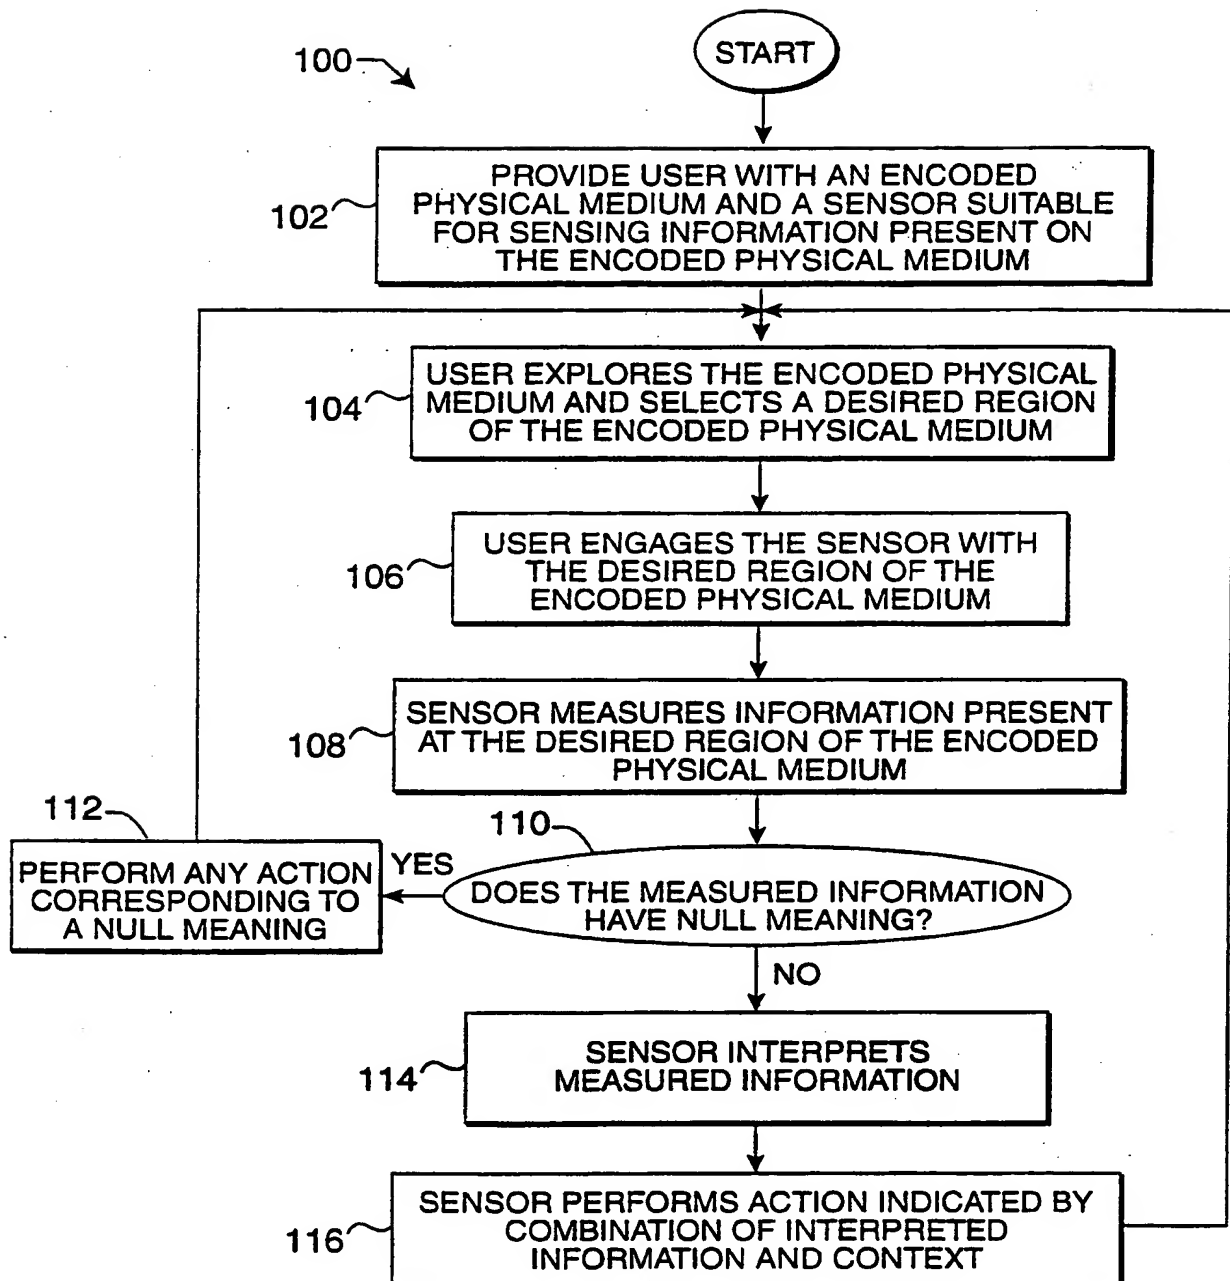 START
100
PROVIDE USER WITH AN ENCODED
PHYSICAL MEDIUM AND A SENSOR SUITABLE
FOR SENSING INFORMATION PRESENT ON
THE ENCODED PHYSICAL MEDIUM
102
USER EXPLORES THE ENCODED PHYSICAL
MEDIUM AND SELECTS A DESIRED REGION
OF THE ENCODED PHYSICAL MEDIUM
104
USER ENGAGES THE SENSOR WITH
THE DESIRED REGION OF THE
ENCODED PHYSICAL MEDIUM
106
SENSOR MEASURES INFORMATION PRESENT
AT THE DESIRED REGION OF THE ENCODED
PHYSICAL MEDIUM
108
110
DOES THE MEASURED INFORMATION
HAVE NULL MEANING?
YES
112
PERFORM ANY ACTION
CORRESPONDING TO
A NULL MEANING
NO
SENSOR INTERPRETS
MEASURED INFORMATION
114
SENSOR PERFORMS ACTION INDICATED BY
COMBINATION OF INTERPRETED
INFORMATION AND CONTEXT
116